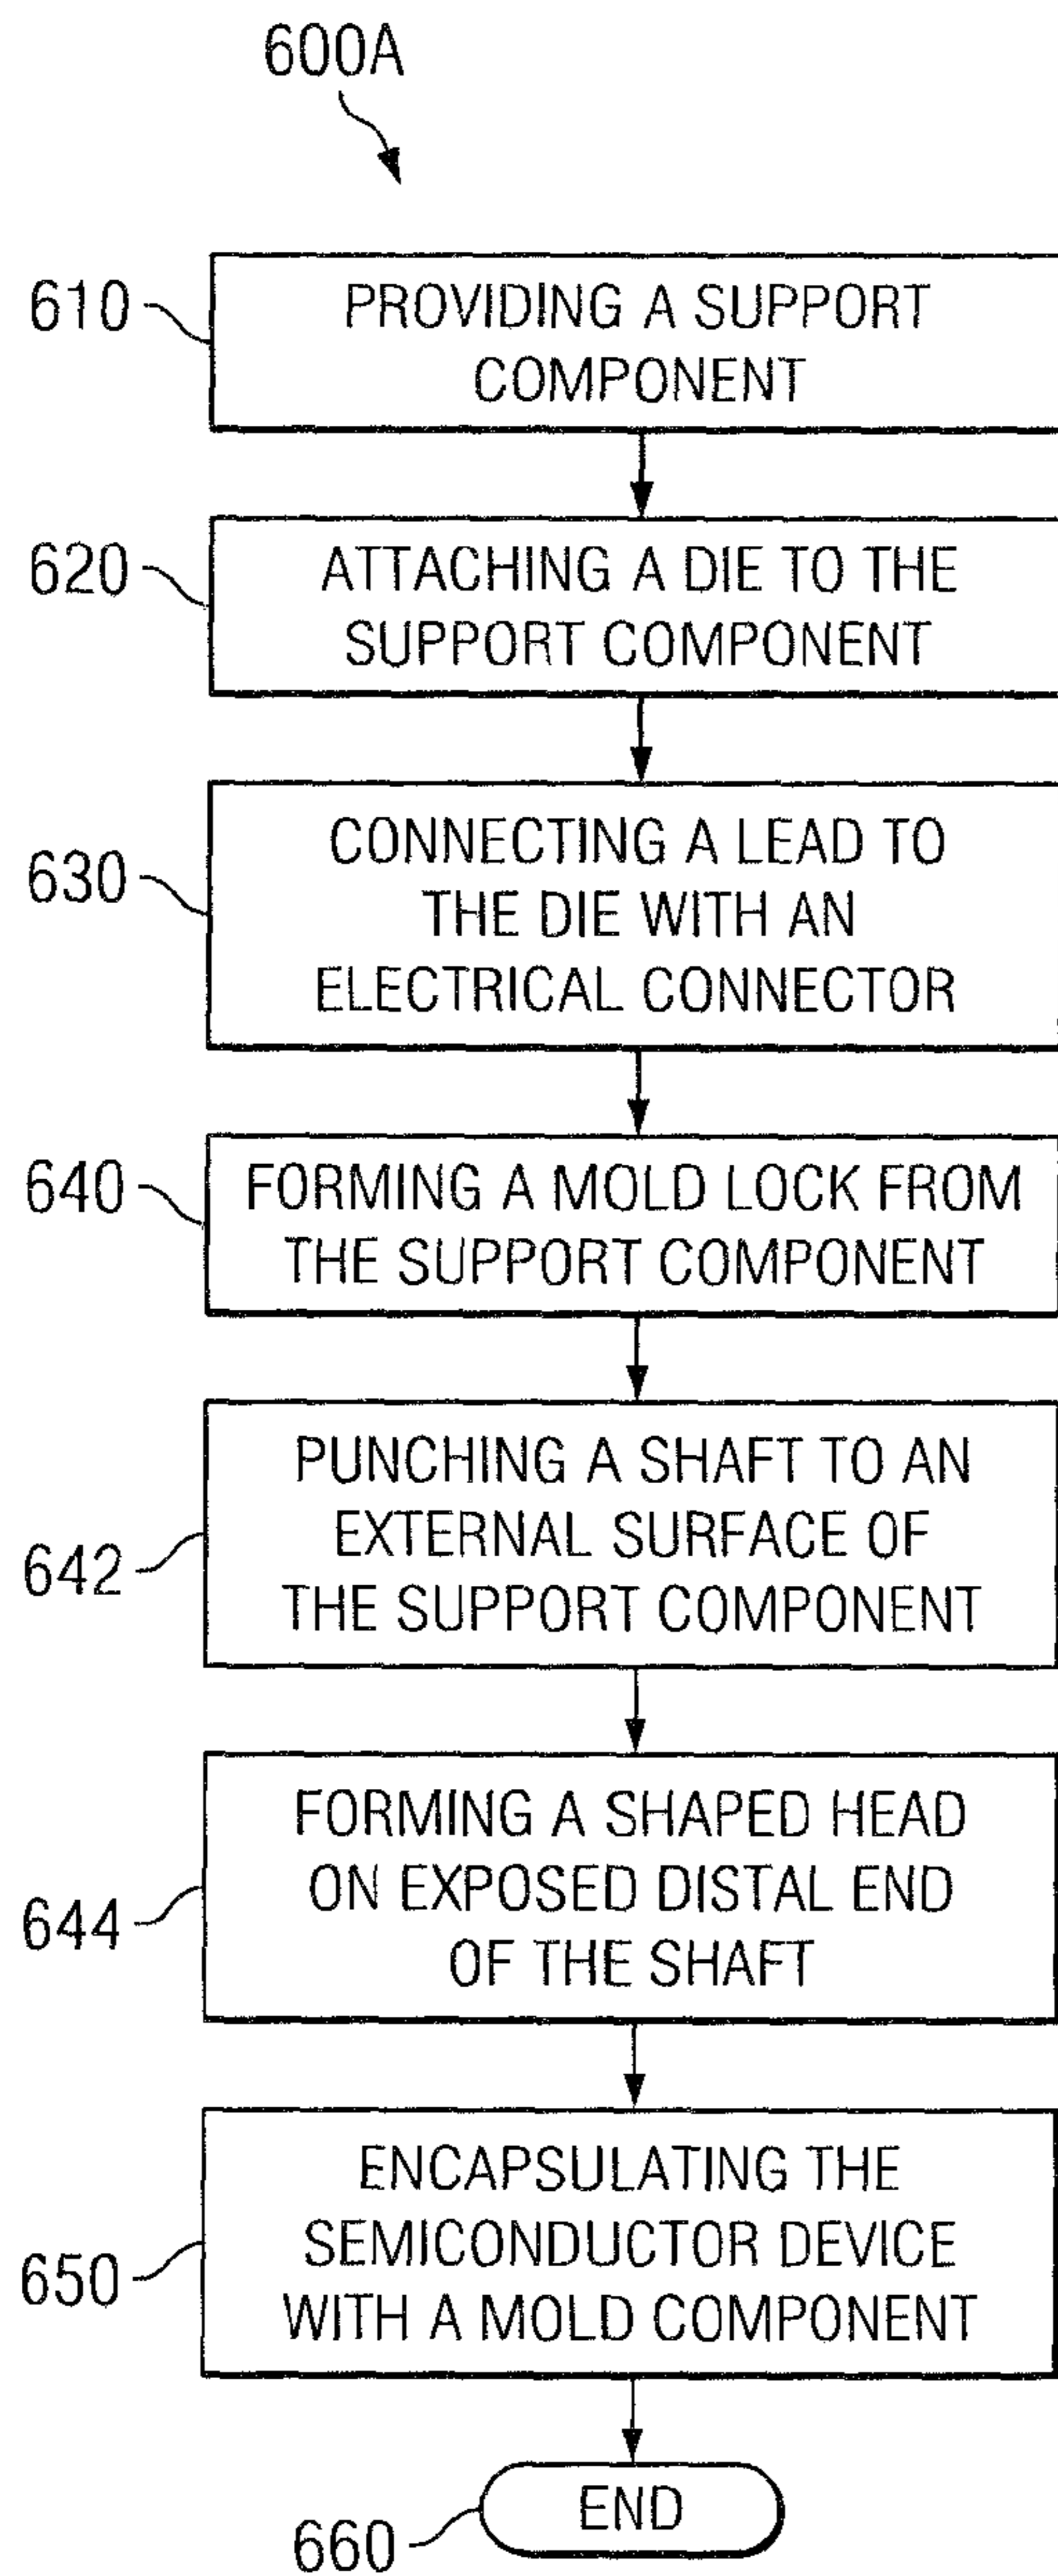 600A
610
PROVIDING A SUPPORT
COMPONENT
620
ATTACHING A DIE TO THE
SUPPORT COMPONENT
630
CONNECTING A LEAD TO
THE DIE WITH AN
ELECTRICAL CONNECTOR
640
FORMING A MOLD LOCK FROM
THE SUPPORT COMPONENT
642
PUNCHING A SHAFT TO AN
EXTERNAL SURFACE OF
THE SUPPORT COMPONENT
644
FORMING A SHAPED HEAD
ON EXPOSED DISTAL END
OF THE SHAFT
650
ENCAPSULATING THE
SEMICONDUCTOR DEVICE
WITH A MOLD COMPONENT
660
END